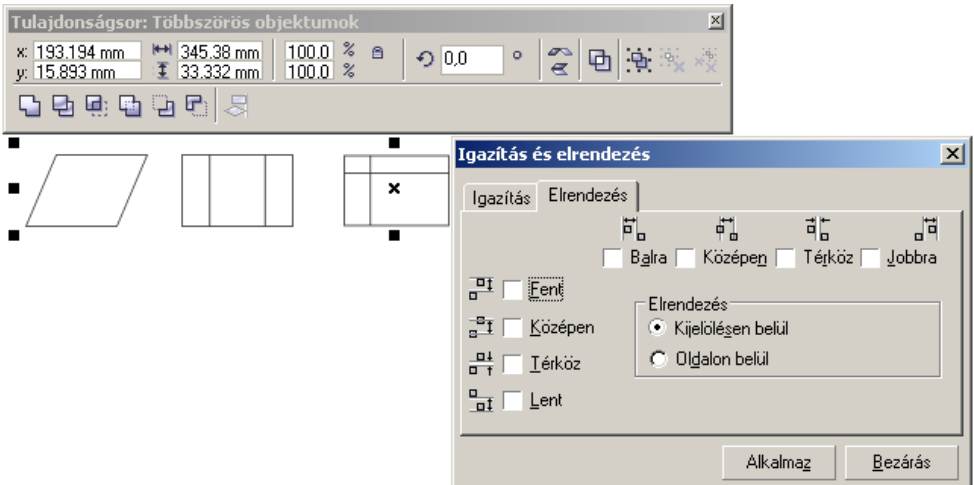 Tulajdonságsor: Többszörös objektumok
x: 193.194 mm 345.38 mm 100.0 % 0,0 °
y: 15.893 mm 33.332 mm 100.0 %
Igazítás és elrendezés
Igazítás Elrendezés
Balra Középen Térköz Jobbra
Fent
Középen
Térköz
Lent
Elrendezés
Kijelölésen belül
Oldalon belül
Alkalmaz Bezárás